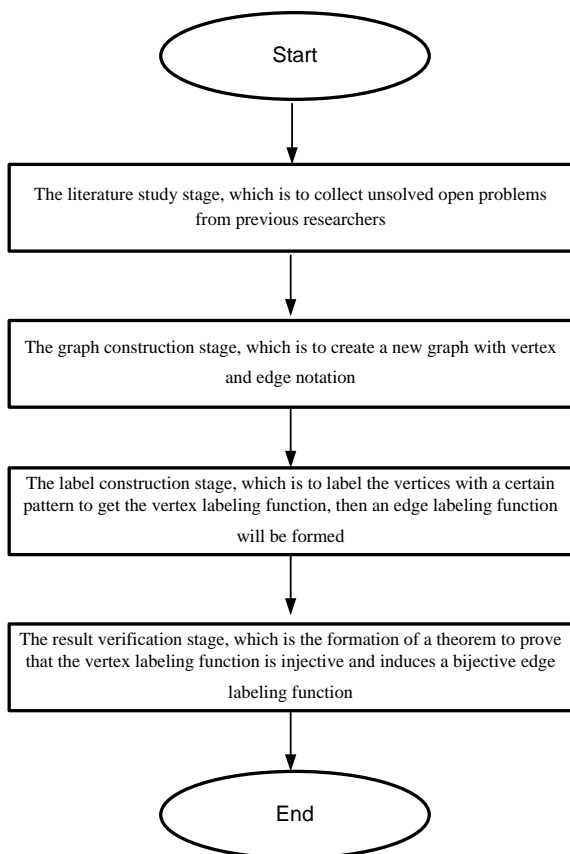 Start
The literature study stage, which is to collect unsolved open problems
from previous researchers
The graph construction stage, which is to create a new graph with vertex
and edge notation
The label construction stage, which is to label the vertices with a certain
pattern to get the vertex labeling function, then an edge labeling function
will be formed
The result verification stage, which is the formation of a theorem to prove
that the vertex labeling function is injective and induces a bijective edge
labeling function
End